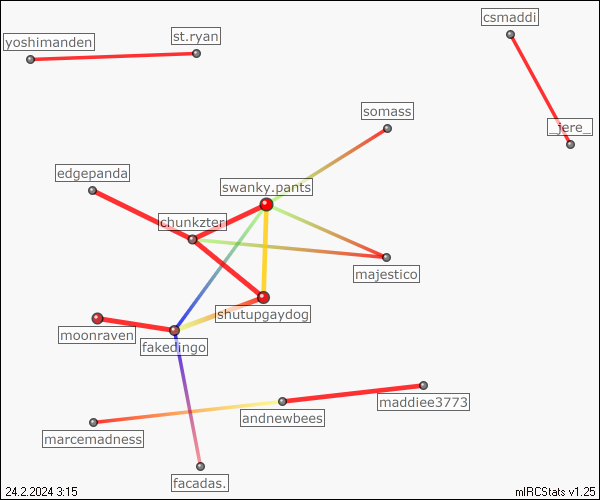 csmaddi
st.ryan
yoshimanden
somass
_jere_
edgepanda
swanky.pants
chunkzter
majestico
shutupgaydog
moonraven
fakedingo
maddiee3773
andnewbees
marcemadness
facadas.
24.2.2024 3:15
mIRCStats v1.25